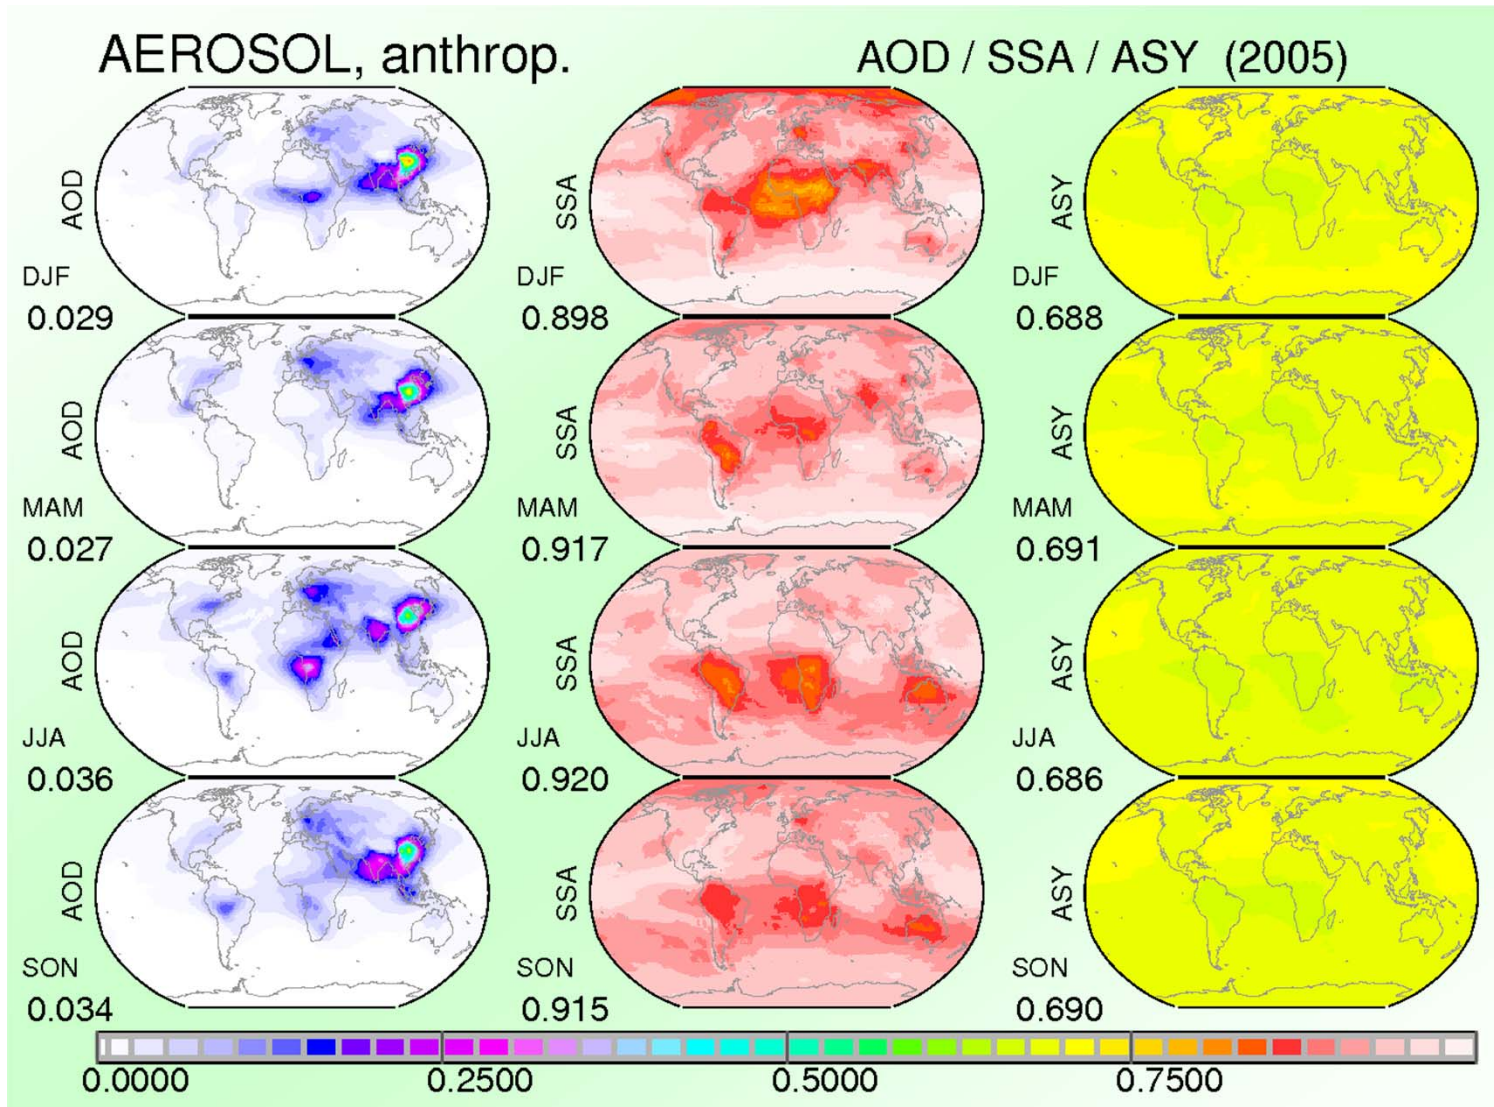 AEROSOL, anthrop.
AOD / SSA / ASY (2005)
AOD
DJF
0.029
SSA
DJF
0.898
ASY
DJF
0.688
AOD
MAM
0.027
SSA
MAM
0.917
ASY
MAM
0.691
AOD
JJA
0.036
SSA
JJA
0.920
ASY
JJA
0.686
AOD
SON
0.034
SSA
SON
0.915
ASY
SON
0.690
0.0000 0.2500 0.5000 0.7500